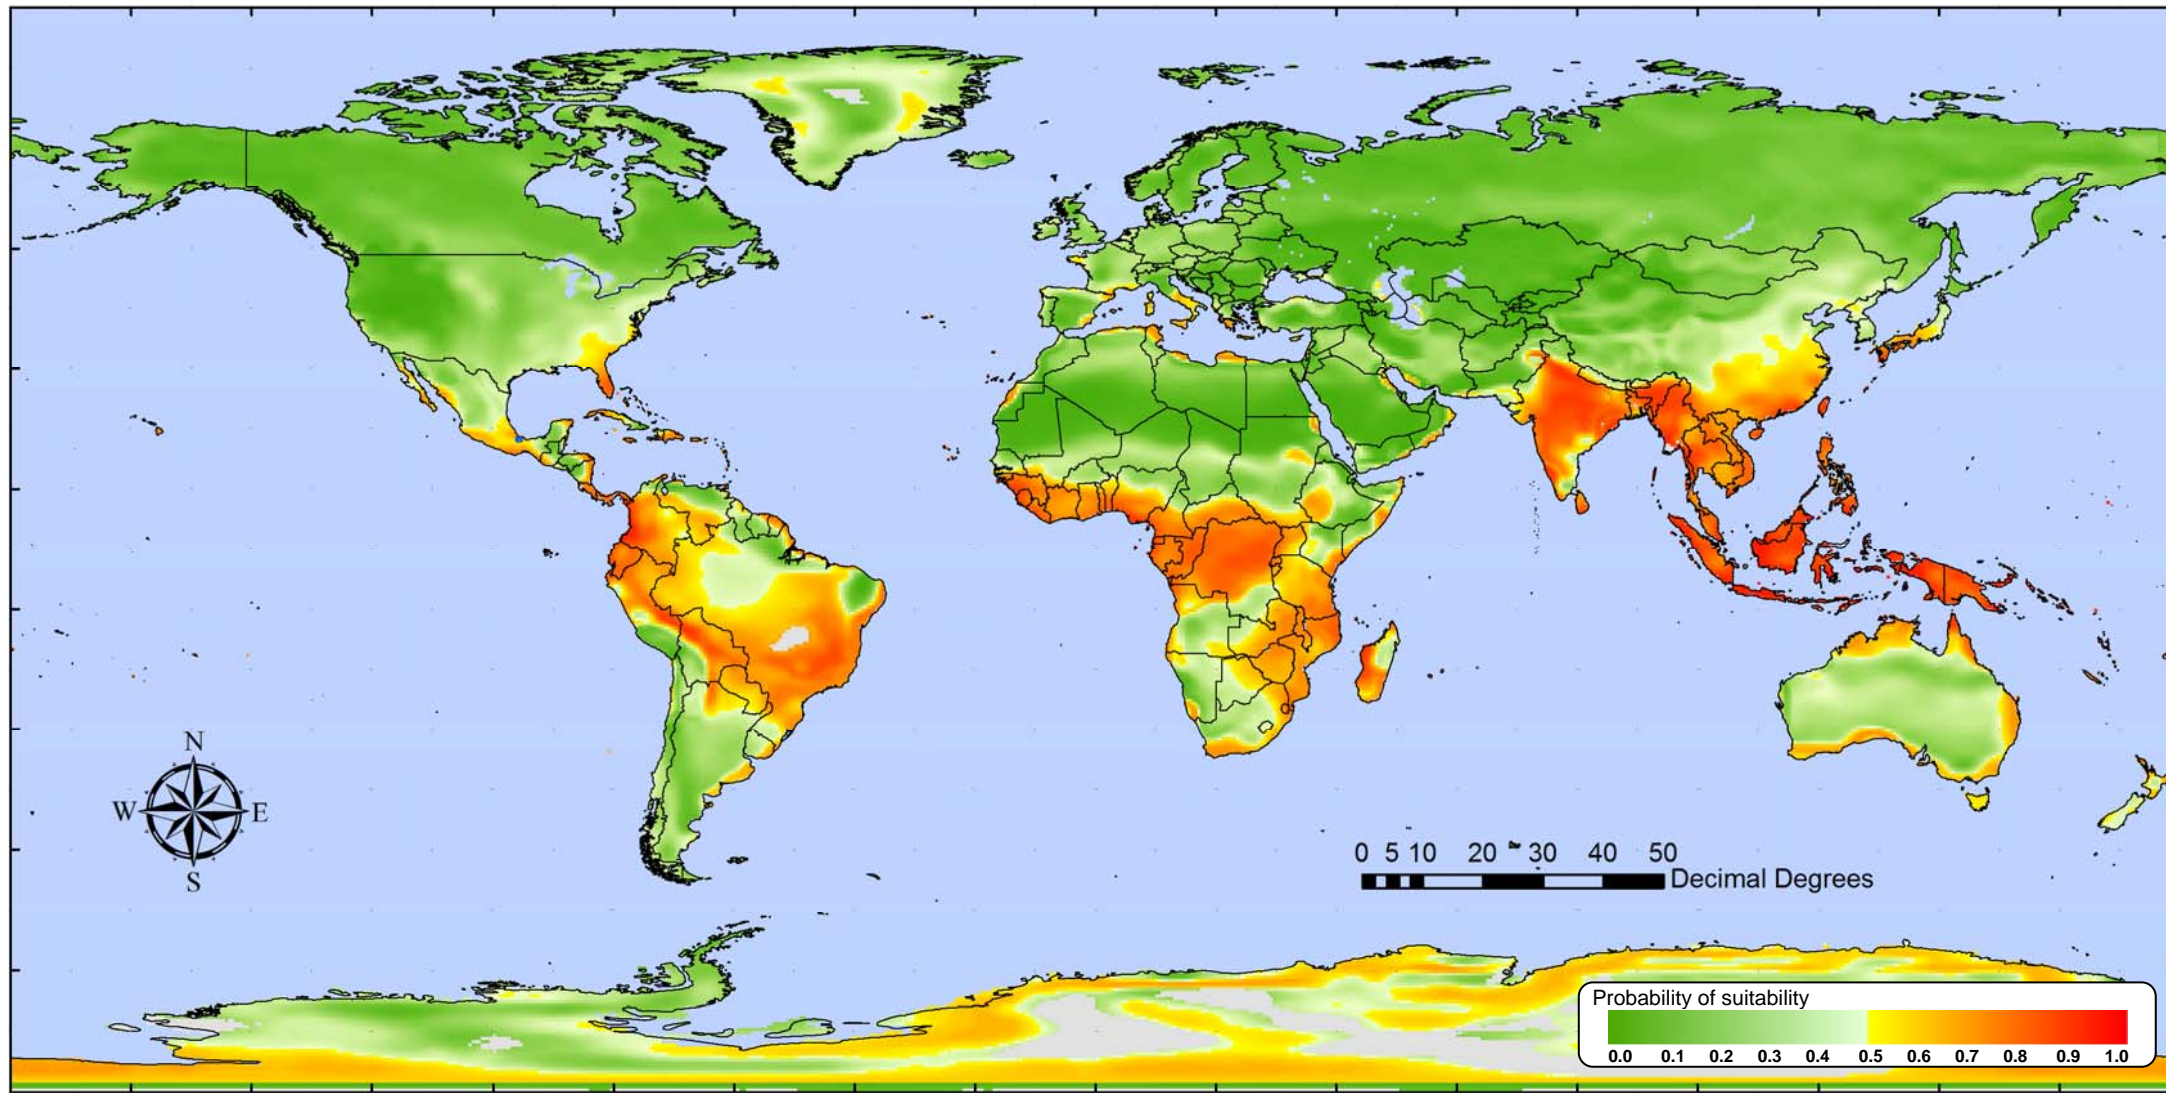 N
W E
S
0 5 10 20 30 40 50
Decimal Degrees
Probability of suitability
0.0 0.1 0.2 0.3 0.4 0.5 0.6 0.7 0.8 0.9 1.0